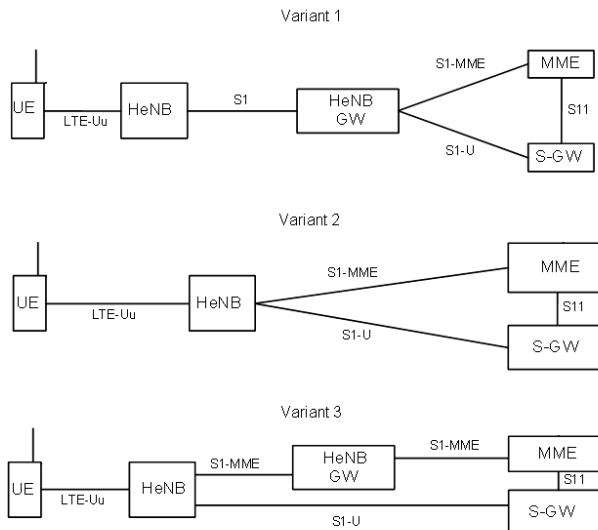 Variant 1
UE
LTE-Uu
HeNB
S1
HeNB
GW
S1-MME
S1-U
MME
S11
S-GW
Variant 2
UE
LTE-Uu
HeNB
S1-MME
S1-U
MME
S11
S-GW
Variant 3
UE
LTE-Uu
HeNB
S1-MME
HeNB
GW
S1-MME
S1-U
MME
S11
S-GW